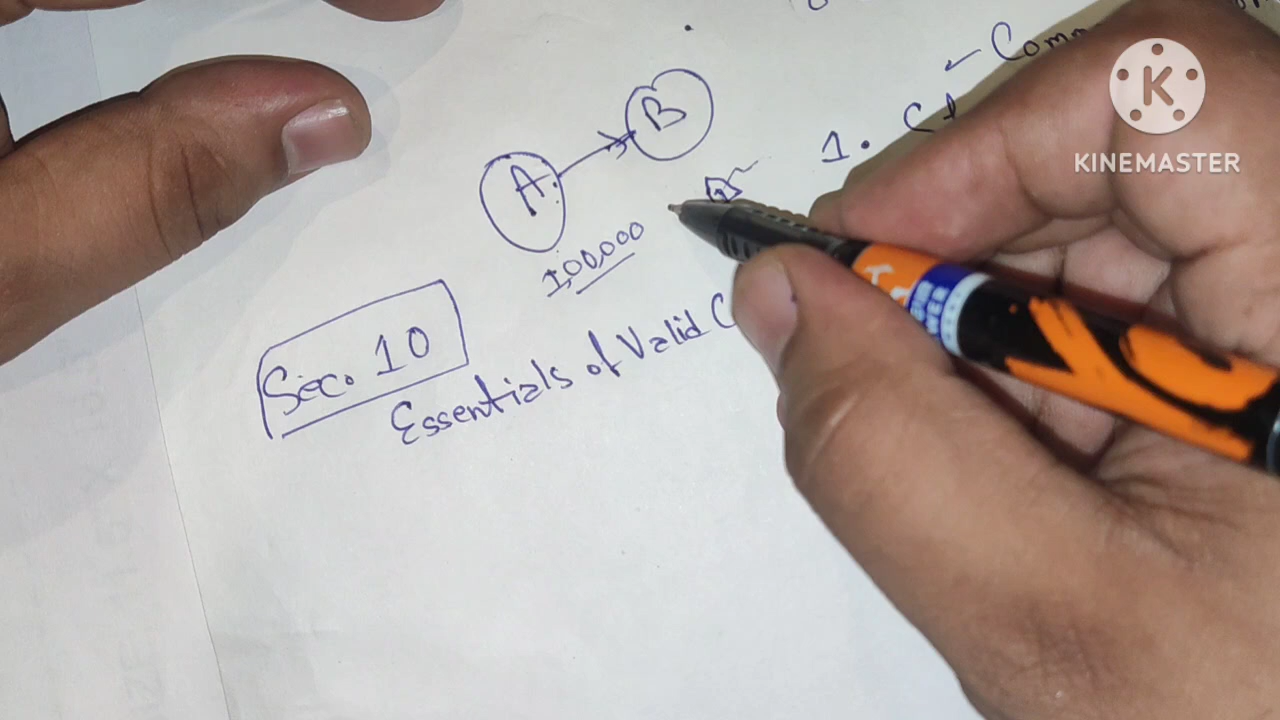 Comm
1. C
B
A
1,00,000
Sec. 10
Essentials of Valid C
K
KINEMASTER